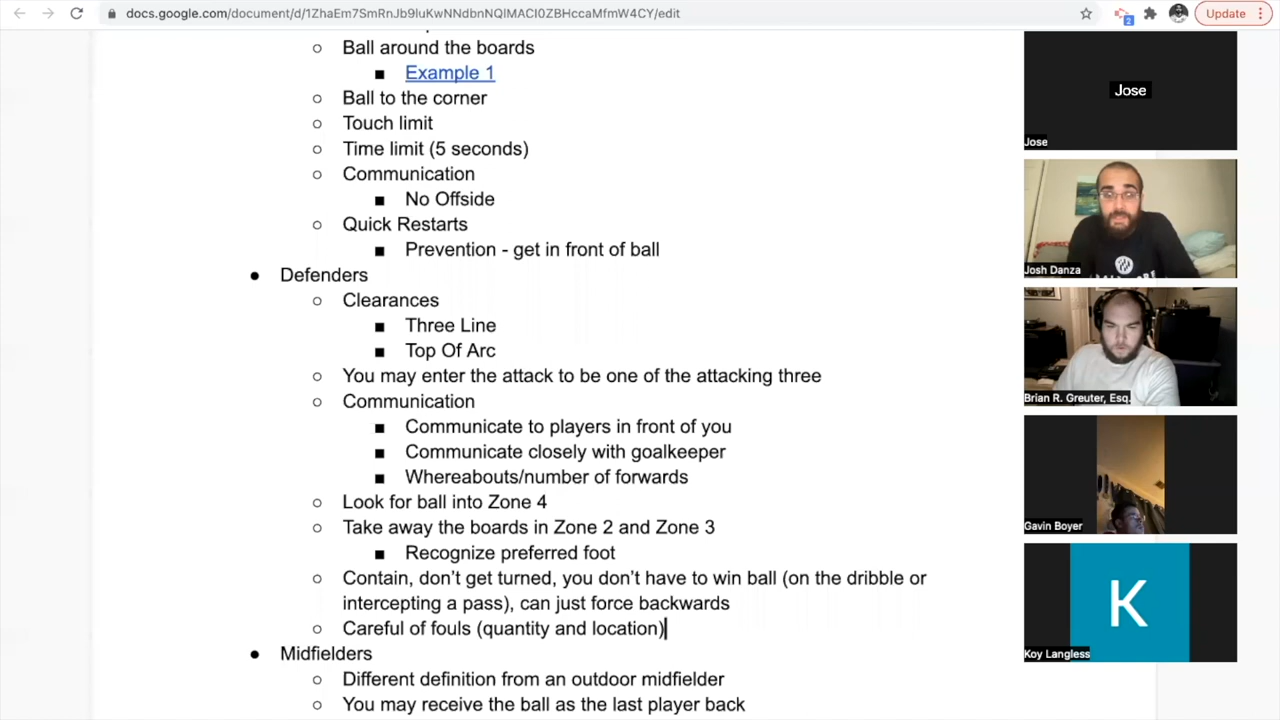 docs.google.com/document/d/1ZhaEm7SmRnJb9luKwNNdbnNQlMACI0ZBHccaMfmW4CY/edit
2
Update
Ball around the boards
Example 1
Ball to the corner
Touch limit
Time limit (5 seconds)
Communication
No Offside
Quick Restarts
Prevention - get in front of ball
Defenders
Clearances
Three Line
Top Of Arc
You may enter the attack to be one of the attacking three
Communication
Communicate to players in front of you
Communicate closely with goalkeeper
Whereabouts/number of forwards
Look for ball into Zone 4
Take away the boards in Zone 2 and Zone 3
Recognize preferred foot
Contain, don’t get turned, you don’t have to win ball (on the dribble or
intercepting a pass), can just force backwards
Careful of fouls (quantity and location)
Midfielders
Different definition from an outdoor midfielder
You may receive the ball as the last player back
Jose
Jose
Josh Danza
Brian R. Greuter, Esq.
Gavin Boyer
K
Koy Langless